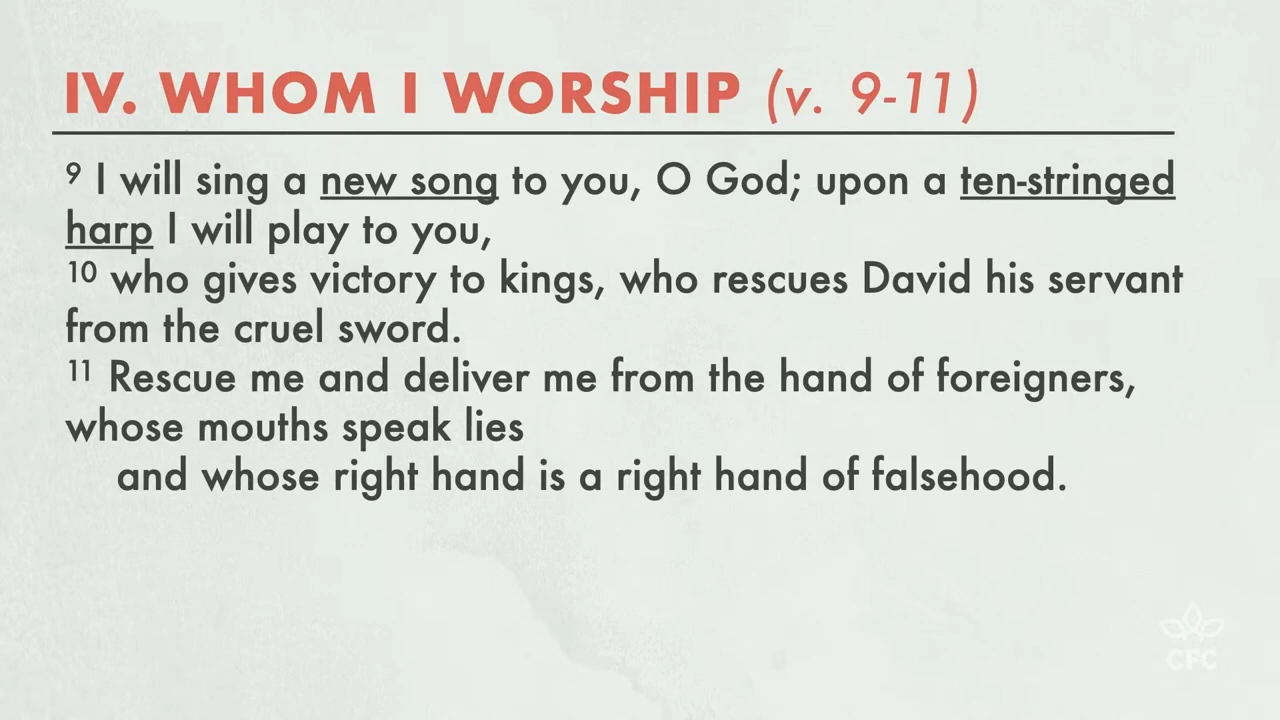 IV. WHOM I WORSHIP (v. 9-11)
9 I will sing a new song to you, O God; upon a ten-stringed
harp I will play to you,
10 who gives victory to kings, who rescues David his servant
from the cruel sword.
11 Rescue me and deliver me from the hand of foreigners,
whose mouths speak lies
and whose right hand is a right hand of falsehood.
CFC